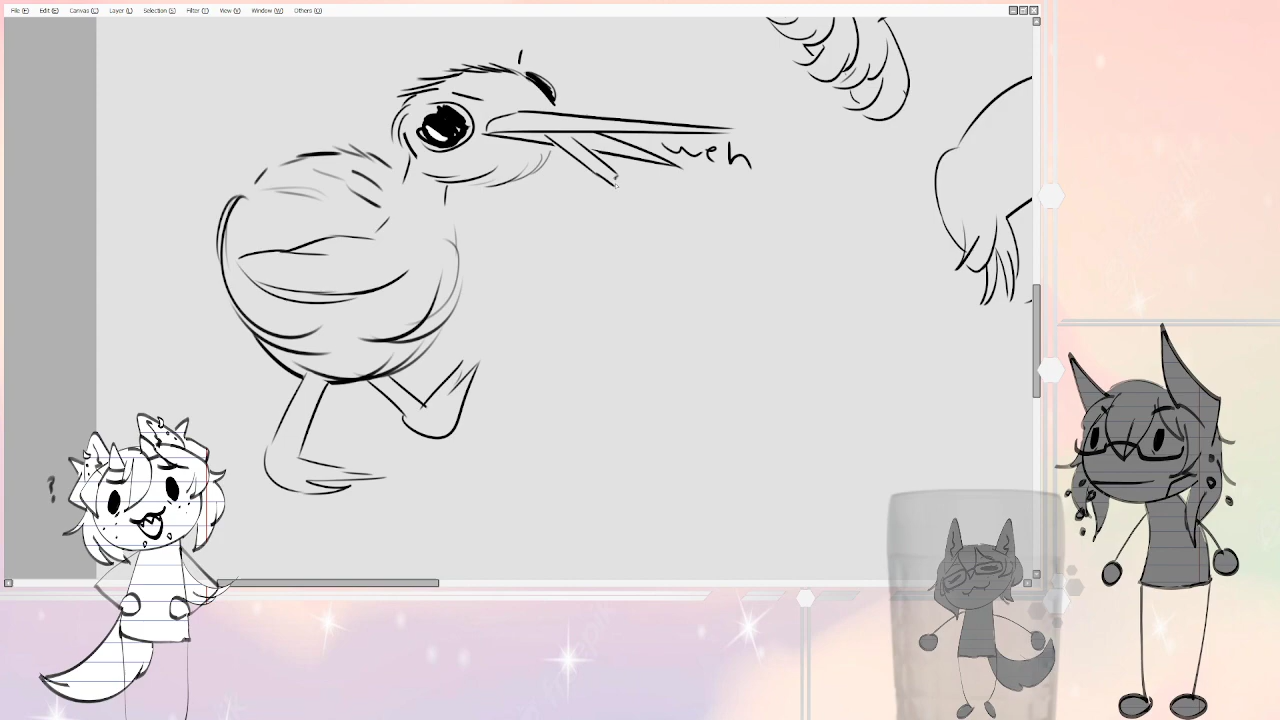 File (F) Edit (E) Canvas (C) Layer (L) Selection (S) Filter (T) View (V) Window (W) Others (O)
weh
?